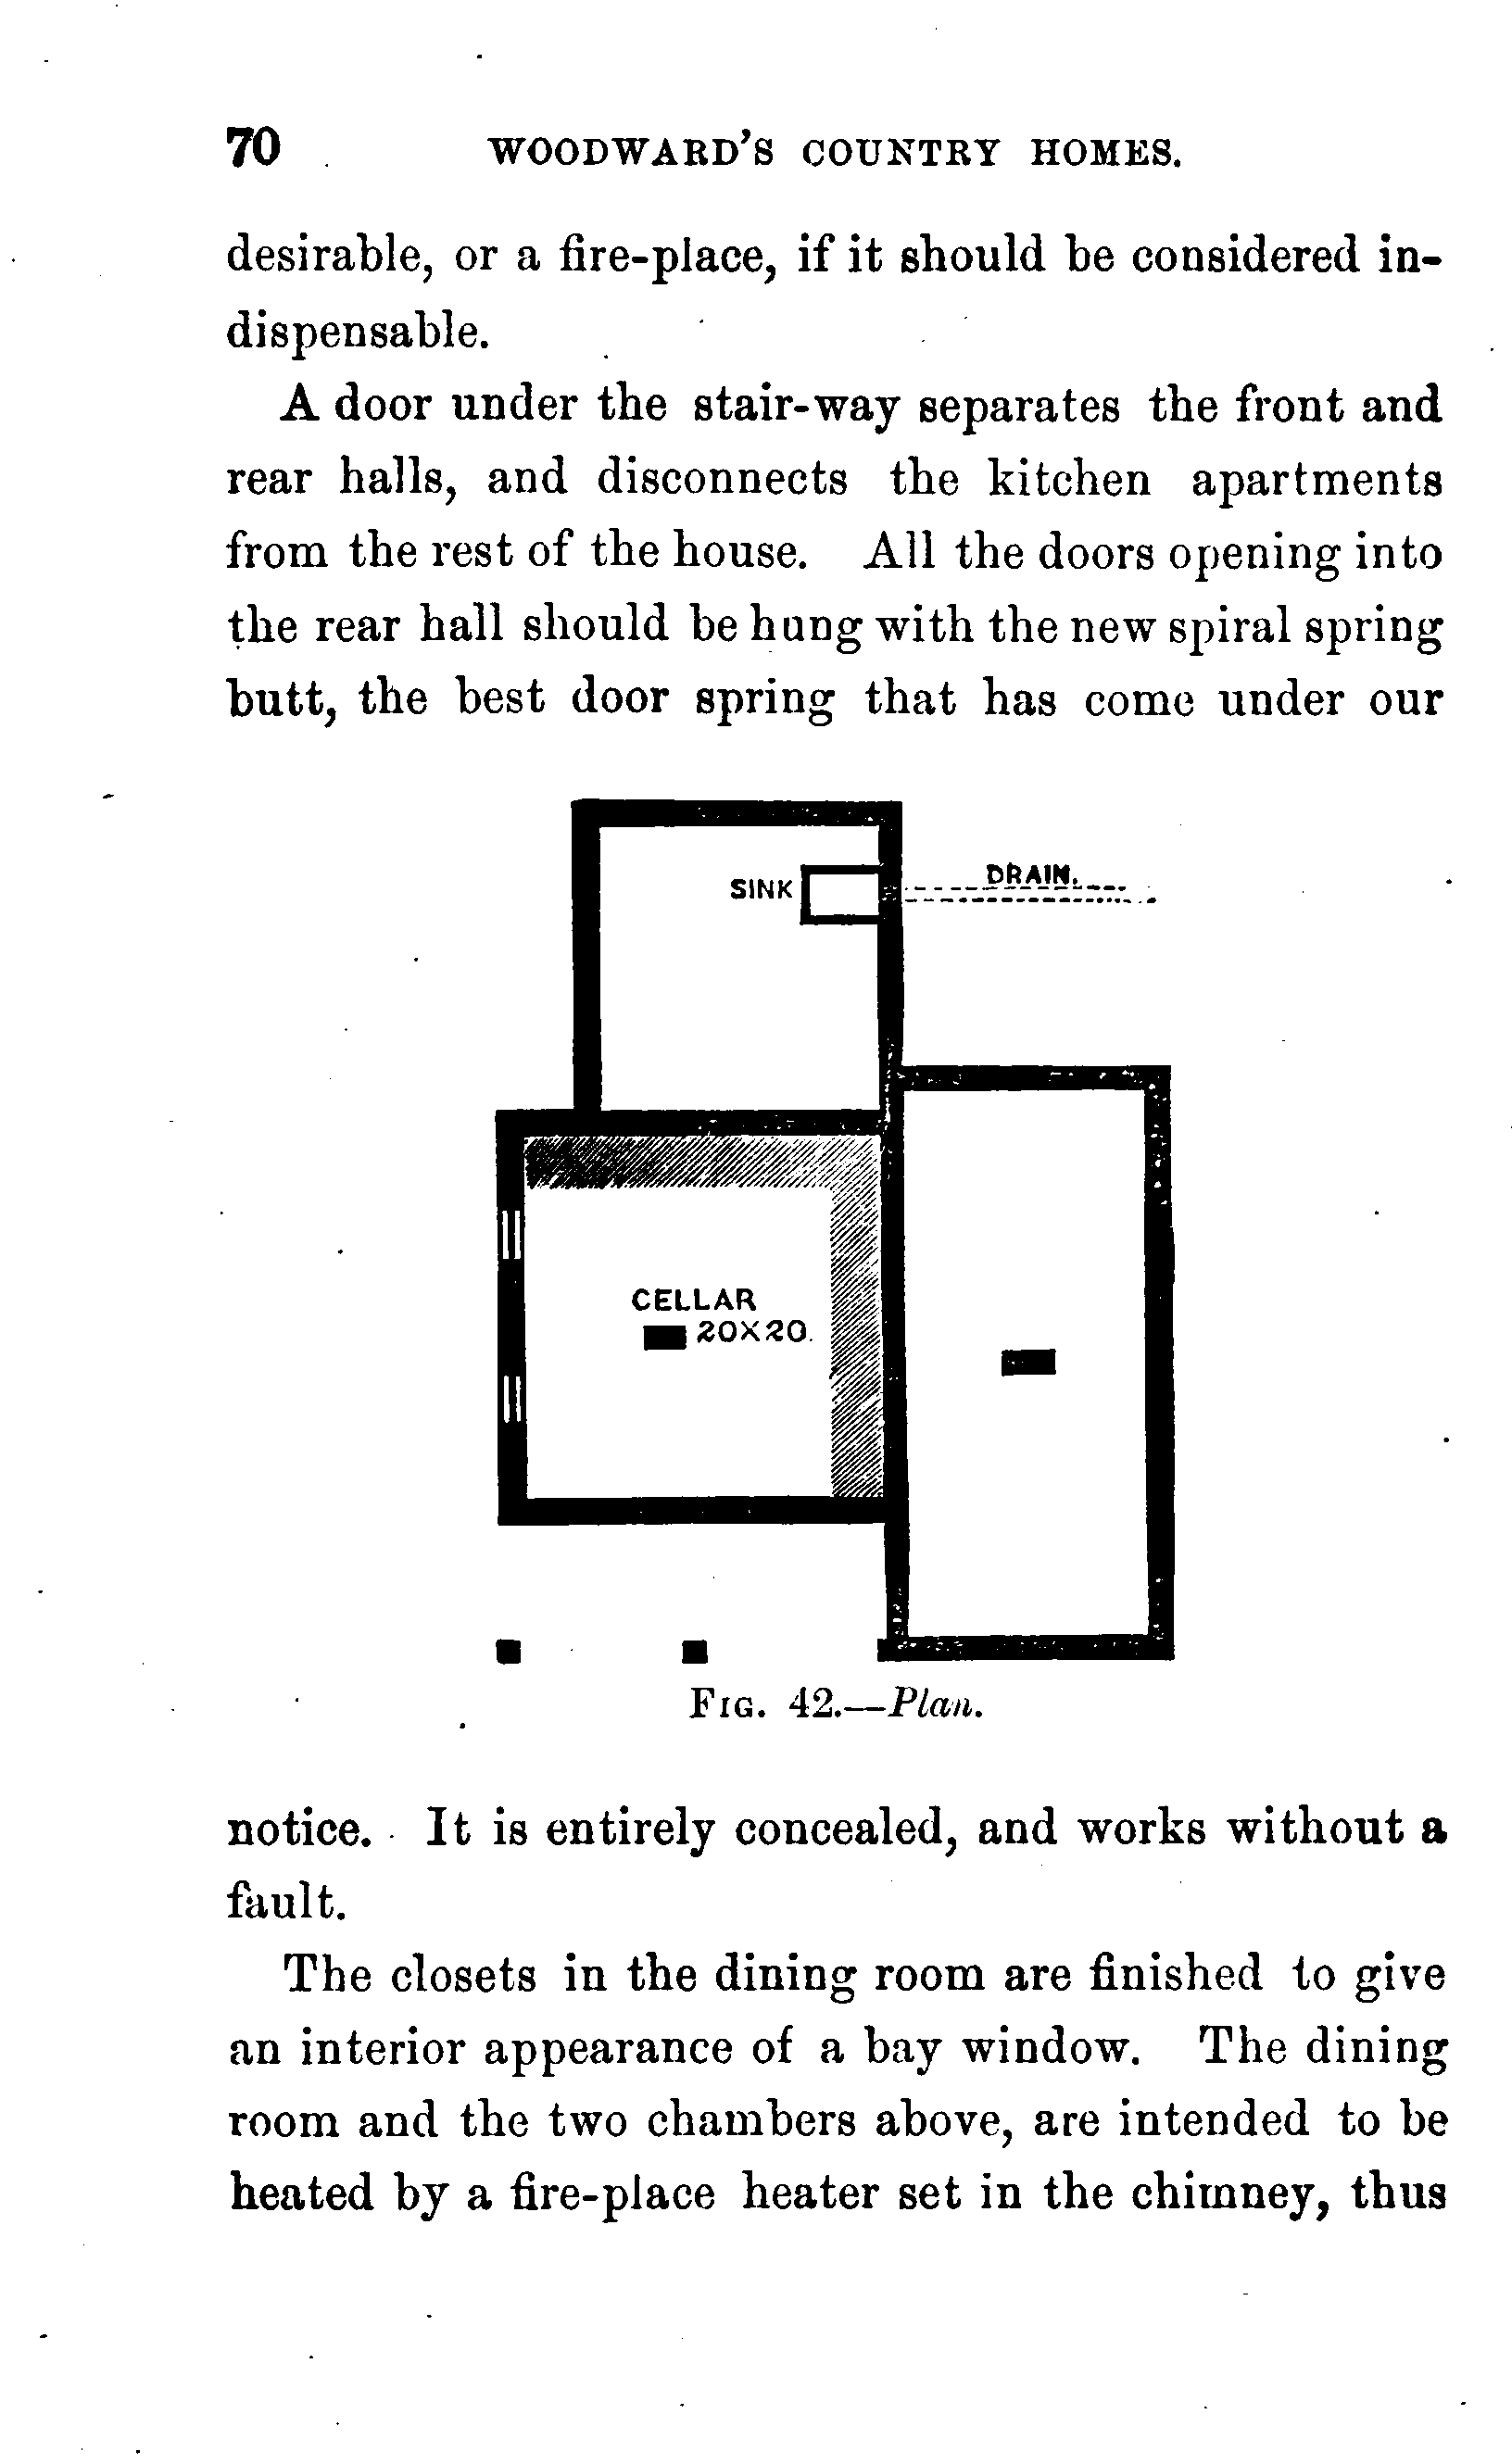 70 WOODWARD'S COUNTRY HOMES.
desirable, or a fire-place, if it should be considered in-
dispensable.
A door under the stair-way separates the front and
rear halls, and disconnects the kitchen apartments
from the rest of the house. All the doors opening into
the rear hall should be hung with the new spiral spring
butt, the best door spring that has come under our
SINK
DRAIN.
CELLAR
20X20.
FIG. 42.—Plan.
notice. It is entirely concealed, and works without a
fault.
The closets in the dining room are finished to give
an interior appearance of a bay window. The dining
room and the two chambers above, are intended to be
heated by a fire-place heater set in the chimney, thus